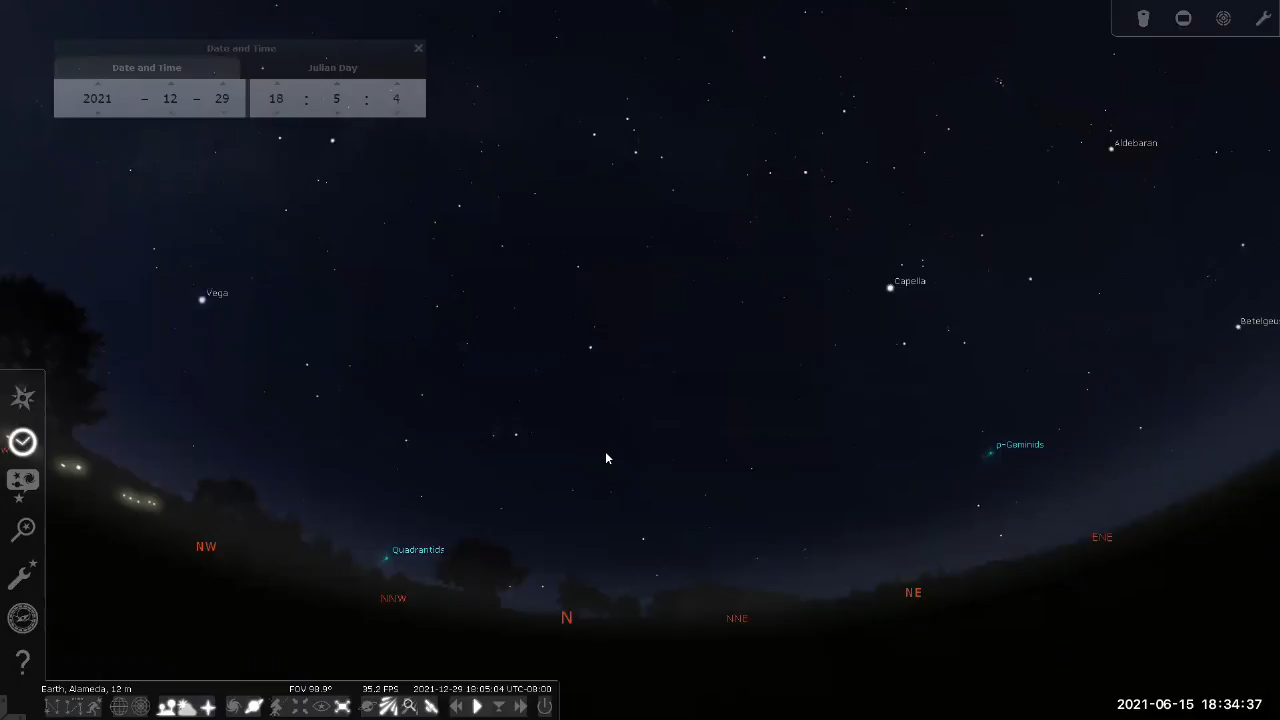 Date and Time
Date and Time Julian Day
2021 - 12 - 29 18 : 5 : 4
Aldebaran
Vega
Capella
Betelgeus
p-Geminids
Quadrantids
NW
ENE
NE
NNW
N
NNE
?
Earth, Alameda, 12 m FOV 98.9° 35.2 FPS 2021-12-29 18:05:04 UTC-08:00
2021-06-15 18:34:37